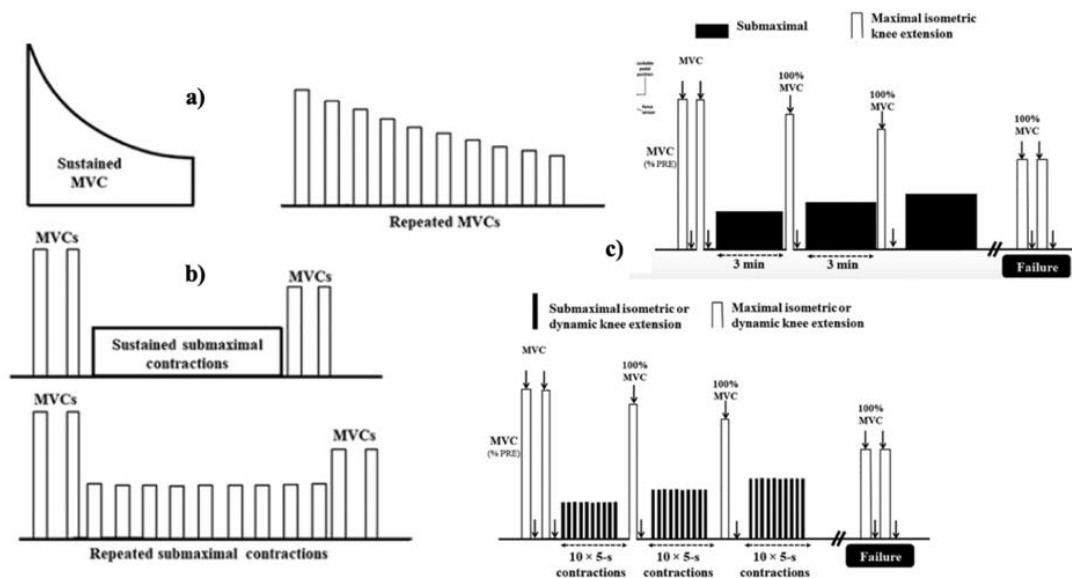 a)
Sustained
MVC
Repeated MVCs
MVCs
b)
MVCs
Sustained submaximal
contractions
MVCs
MVCs
Repeated submaximal contractions
Submaximal
Maximal isometric
knee extension
MVC
100%
MVC
100%
MVC
100%
MVC
MVC
(% PRE)
c)
3 min
3 min
Failure
Submaximal isometric or
dynamic knee extension
Maximal isometric or
dynamic knee extension
MVC
100%
MVC
100%
MVC
100%
MVC
MVC
(% PRE)
10 × 5-s
contractions
10 × 5-s
contractions
10 × 5-s
contractions
Failure